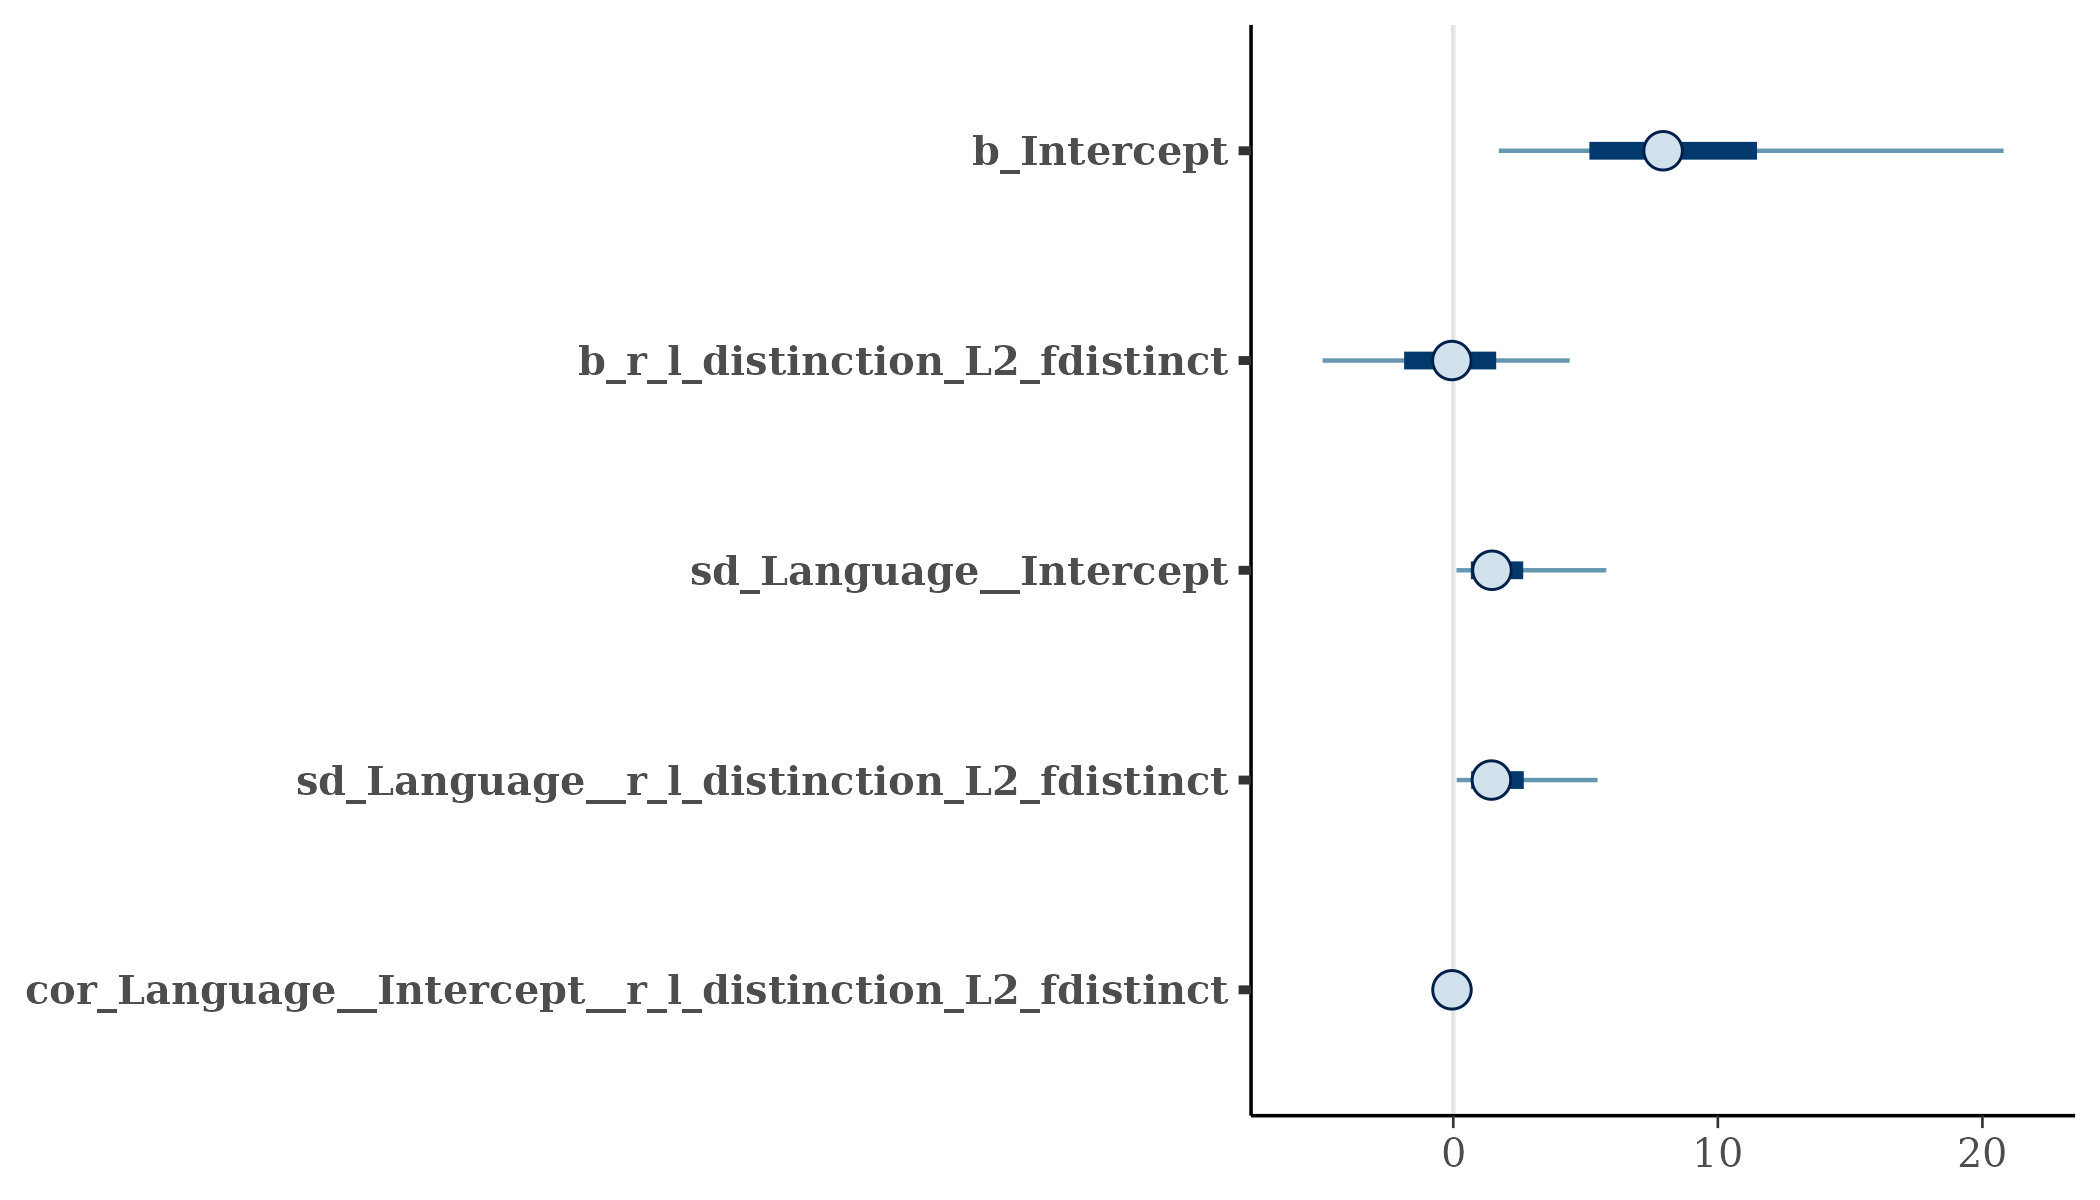 b_Intercept
b_r_l_distinction_L2_fdistinct
sd_Language__Intercept
sd_Language__r_l_distinction_L2_fdistinct
cor_Language__Intercept__r_l_distinction_L2_fdistinct
0 10 20